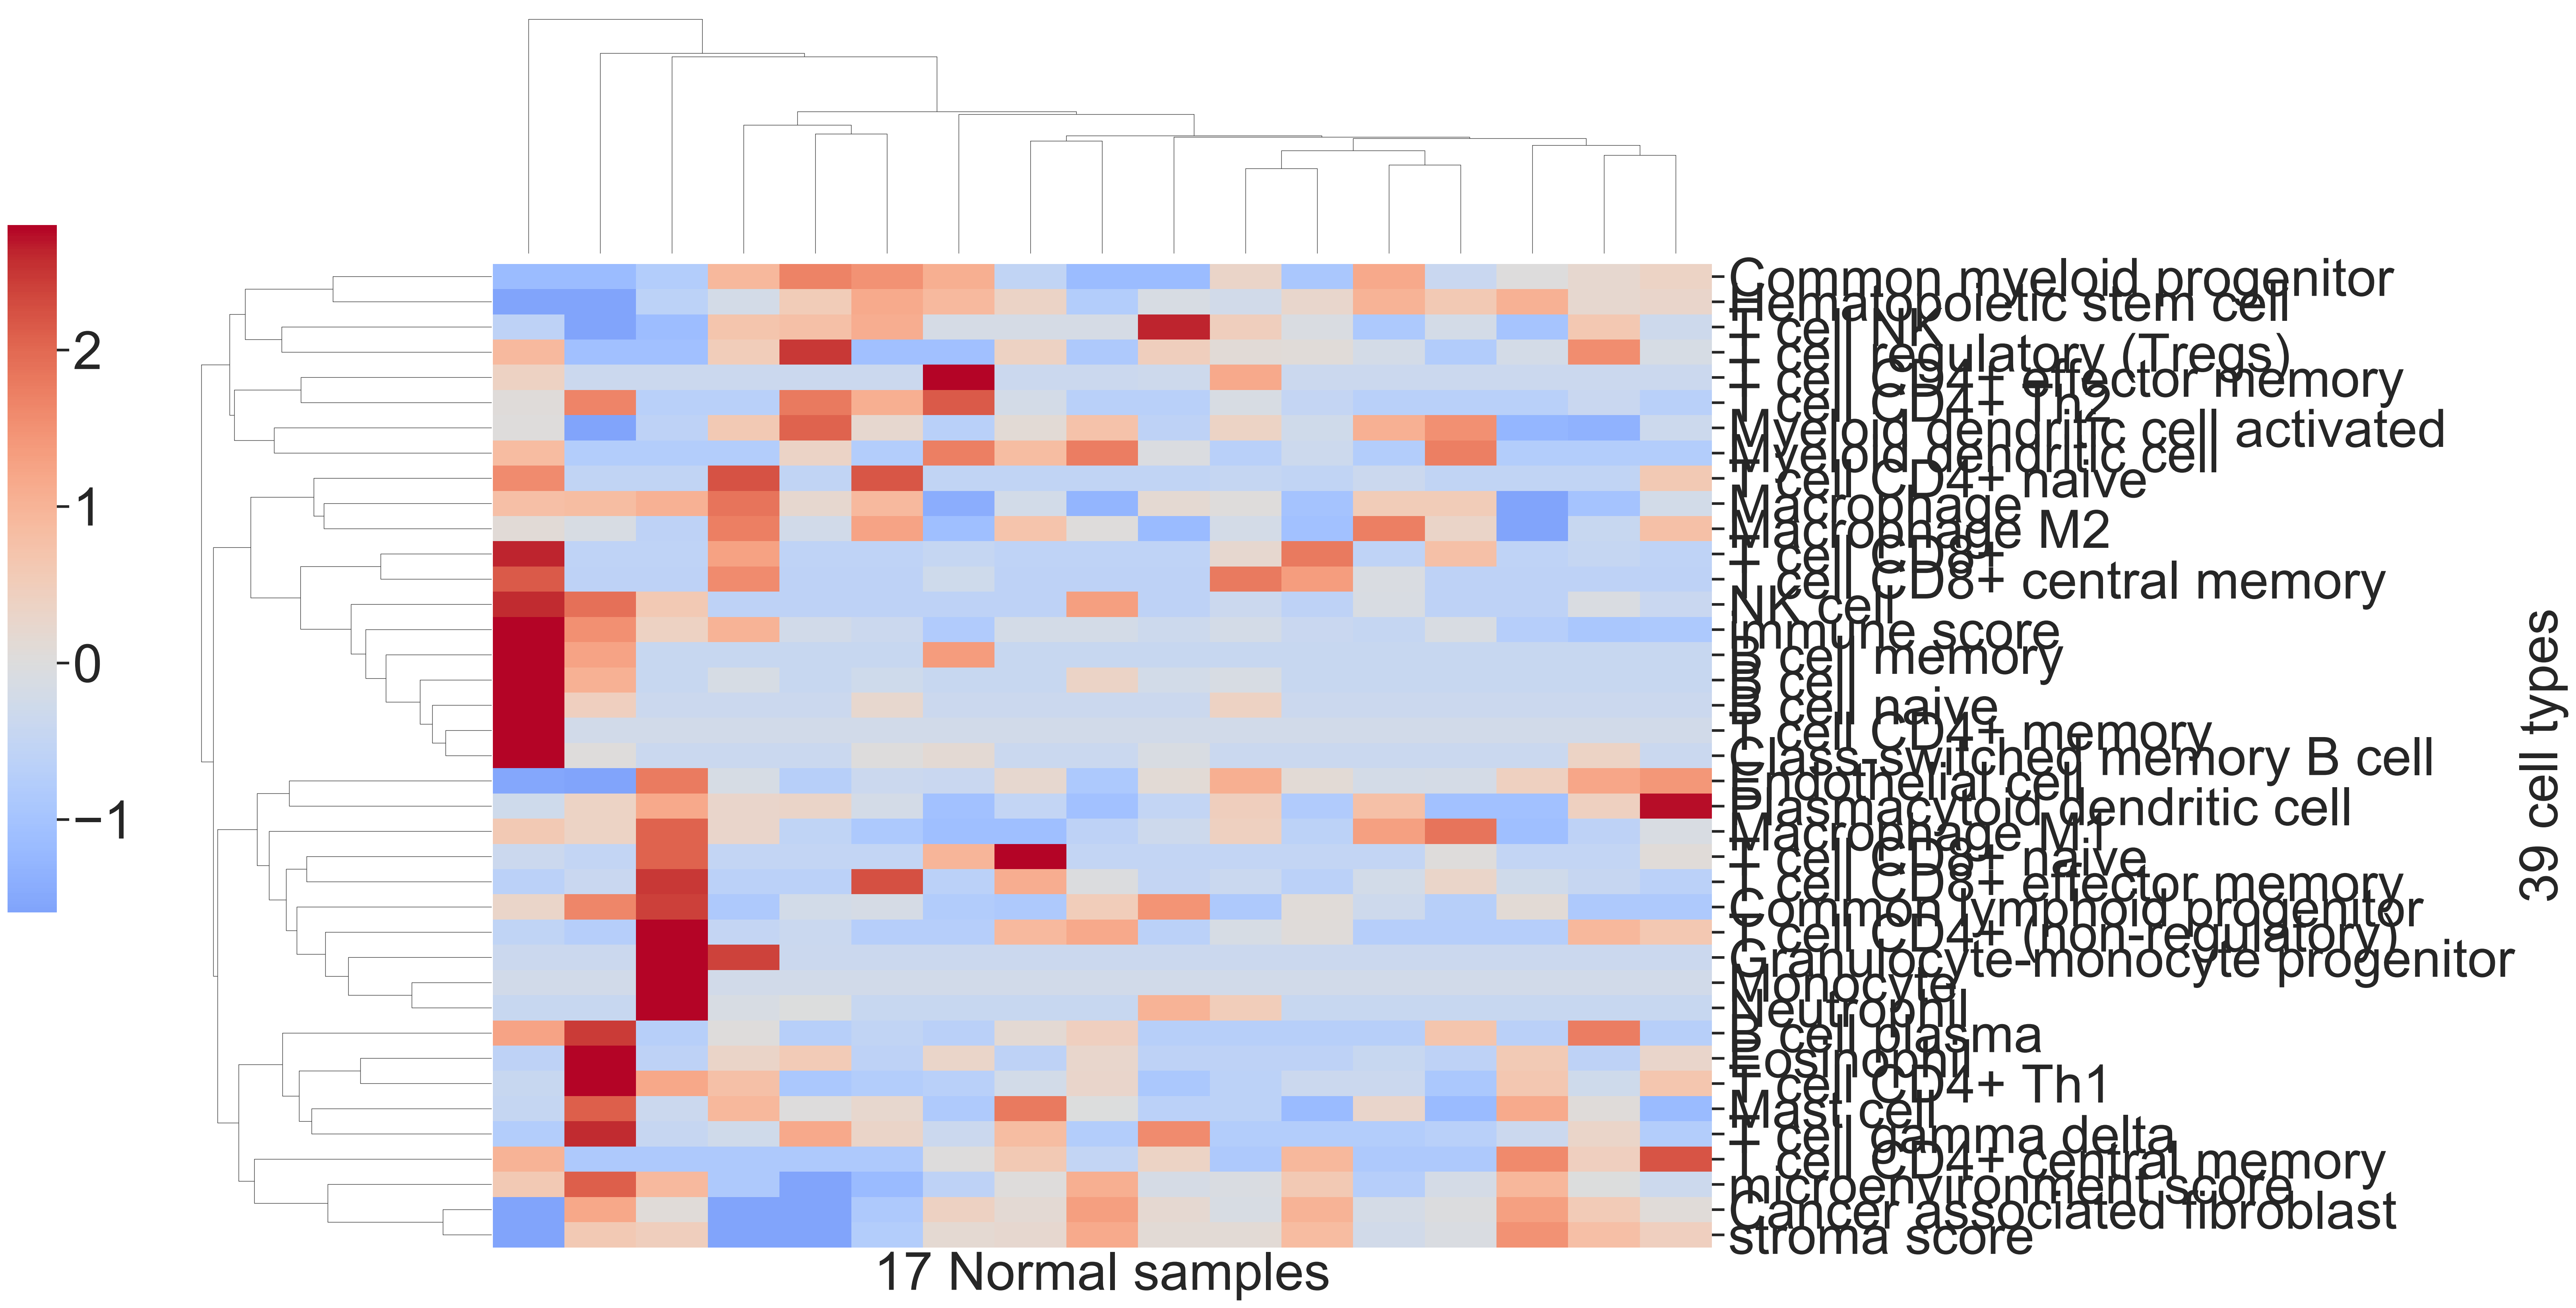 2
1
0
−1
Common myeloid progenitor
Hematopoietic stem cell
T cell NK
T cell regulatory (Tregs)
T cell CD4+ effector memory
T cell CD4+ Th2
Myeloid dendritic cell activated
Myeloid dendritic cell
T cell CD4+ naive
Macrophage
Macrophage M2
T cell CD8+
T cell CD8+ central memory
NK cell
immune score
B cell memory
B cell
B cell naive
T cell CD4+ memory
Class-switched memory B cell
Endothelial cell
Plasmacytoid dendritic cell
Macrophage M1
T cell CD8+ naive
T cell CD8+ effector memory
Common lymphoid progenitor
T cell CD4+ (non-regulatory)
Granulocyte-monocyte progenitor
Monocyte
Neutrophil
B cell plasma
Eosinophil
T cell CD4+ Th1
Mast cell
T cell gamma delta
T cell CD4+ central memory
microenvironment score
Cancer associated fibroblast
stroma score
39 cell types
17 Normal samples